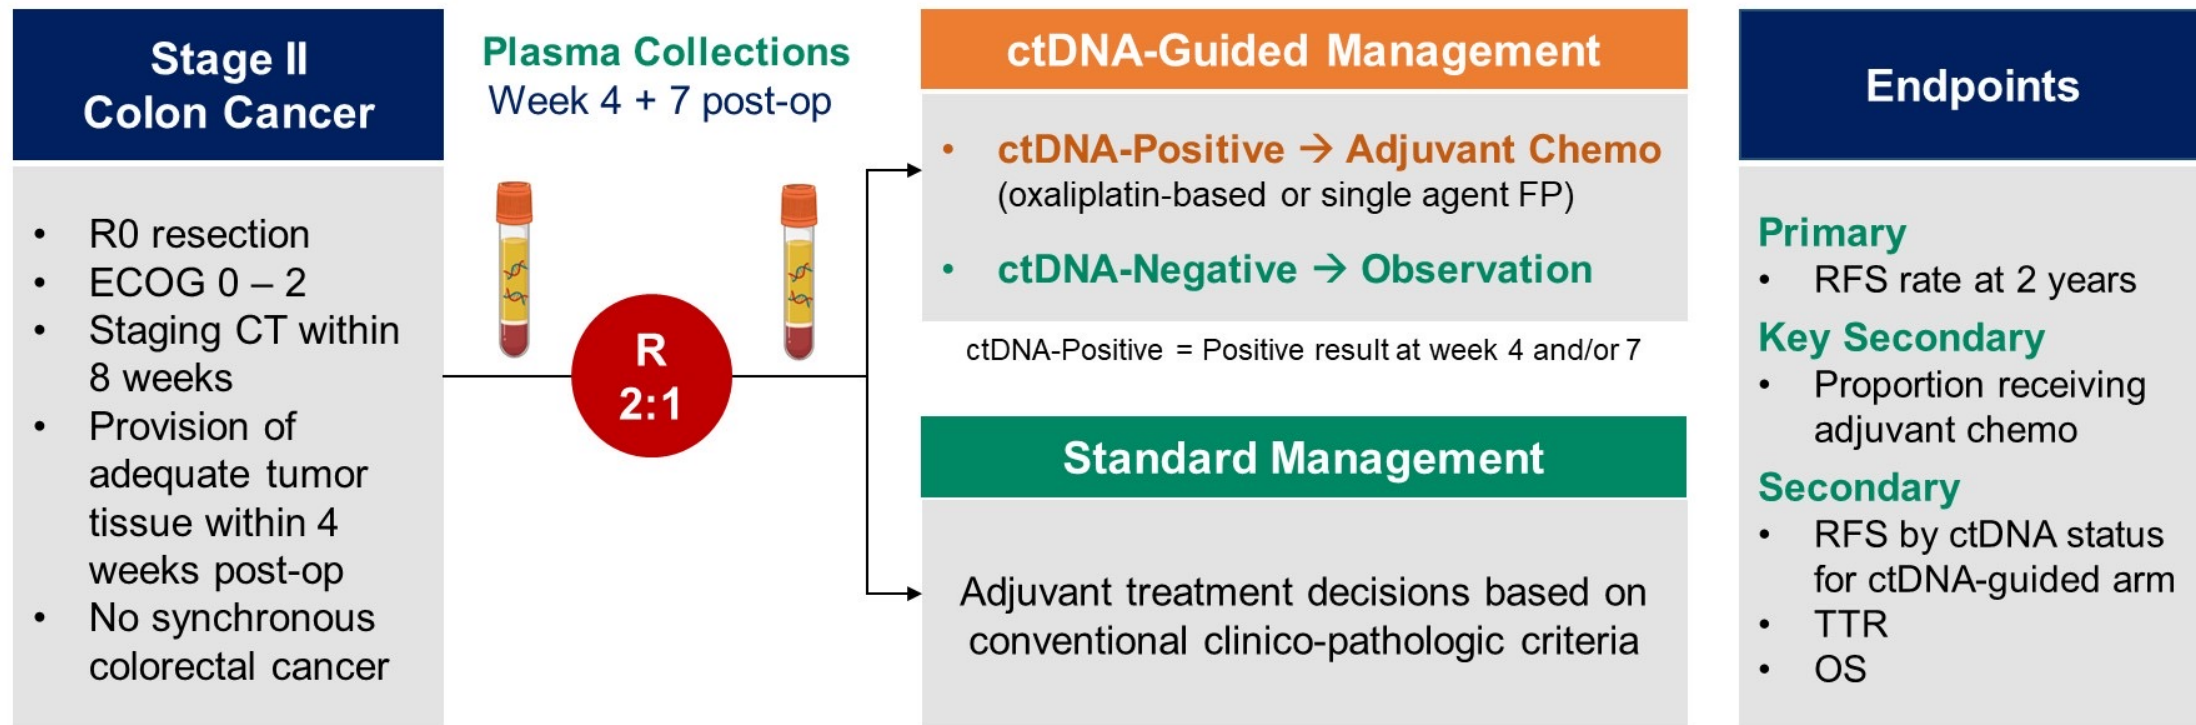 Stage II
Colon Cancer
• R0 resection
• ECOG 0 – 2
• Staging CT within
8 weeks
• Provision of
adequate tumor
tissue within 4
weeks post-op
• No synchronous
colorectal cancer
Plasma Collections
Week 4 + 7 post-op
R
2:1
ctDNA-Guided Management
• ctDNA-Positive → Adjuvant Chemo
(oxaliplatin-based or single agent FP)
• ctDNA-Negative → Observation
ctDNA-Positive = Positive result at week 4 and/or 7
Standard Management
Adjuvant treatment decisions based on
conventional clinico-pathologic criteria
Endpoints
Primary
• RFS rate at 2 years
Key Secondary
• Proportion receiving
adjuvant chemo
Secondary
• RFS by ctDNA status
for ctDNA-guided arm
• TTR
• OS